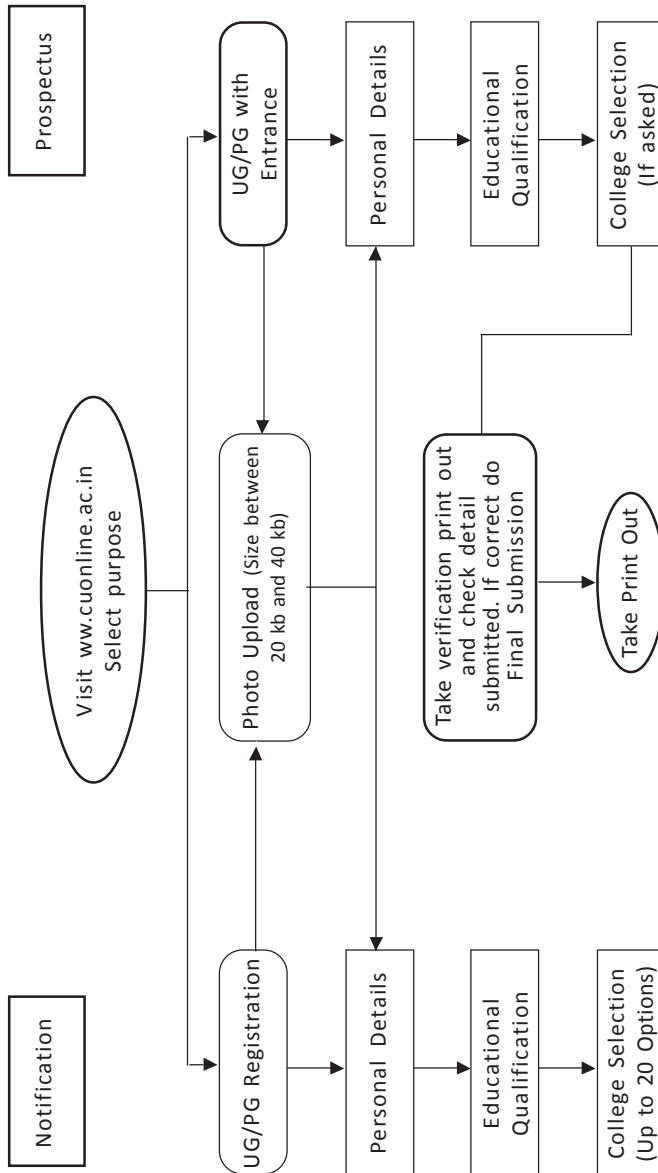 Notification
Prospectus
Visit ww.cuonline.ac.in
Select purpose
UG/PG Registration
Photo Upload (Size between
20 kb and 40 kb)
UG/PG with
Entrance
Personal Details
Personal Details
Educational
Qualification
Take verification print out
and check detail
submitted. If correct do
Final Submission
Educational
Qualification
College Selection
(Up to 20 Options)
Take Print Out
College Selection
(If asked)